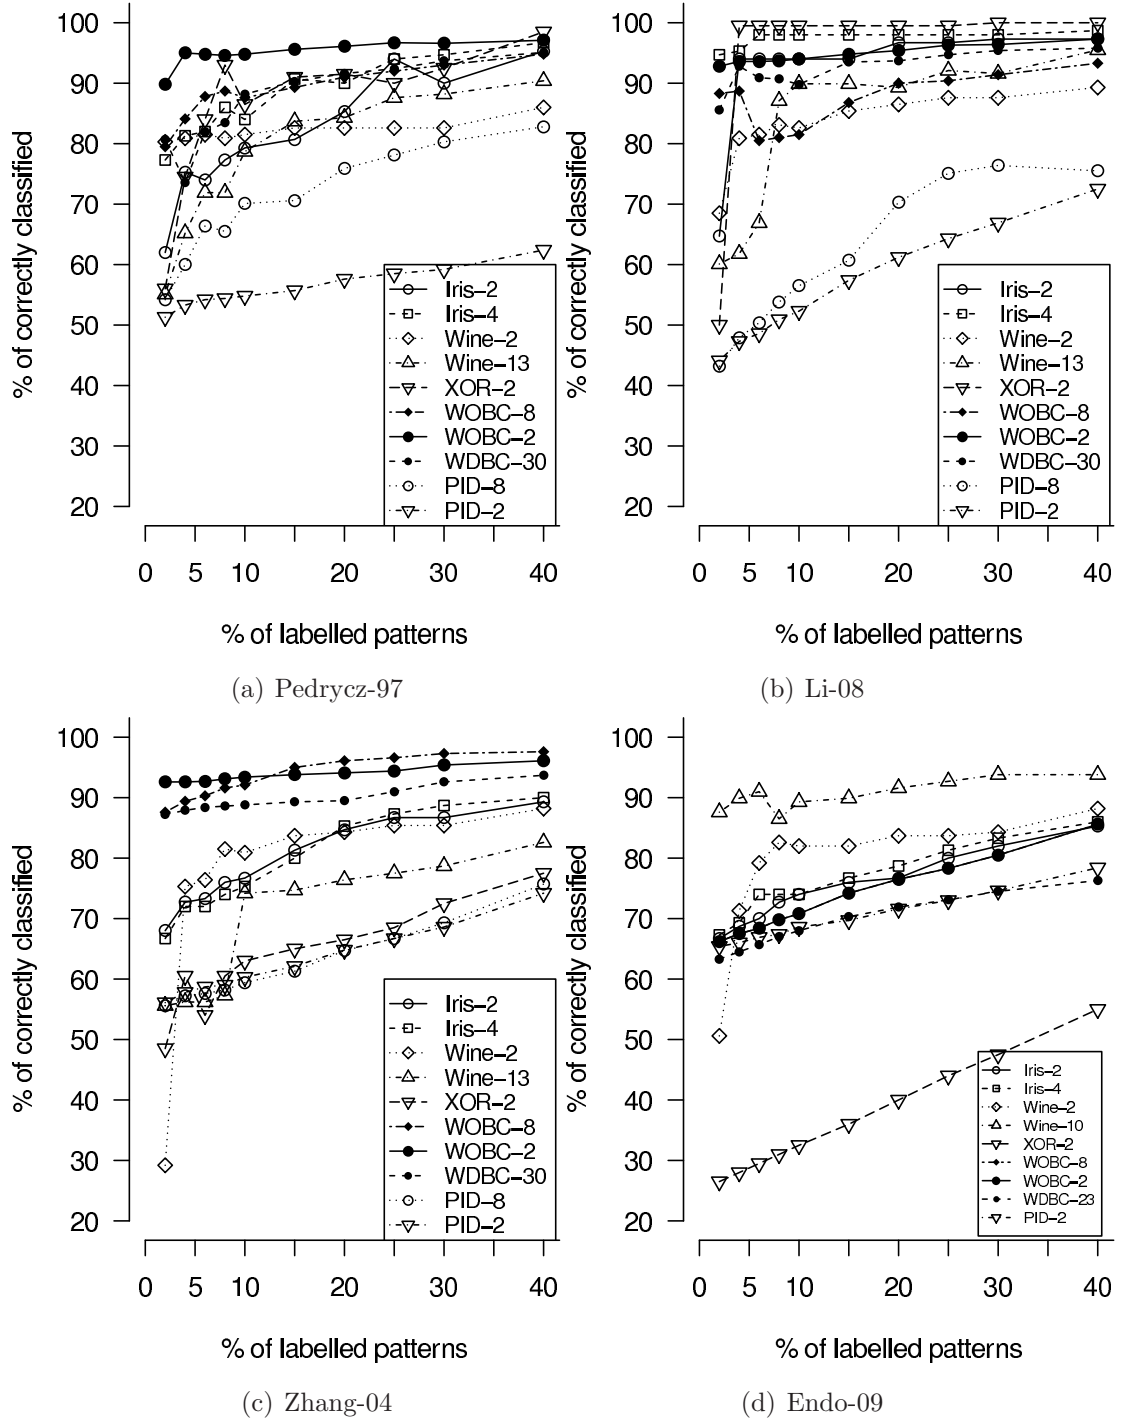 % of correctly classified
100
90
80
70
60
50
40
30
20
0 5 10 20 30 40
% of labelled patterns
Iris−2
Iris−4
Wine−2
Wine−13
XOR−2
WOBC−8
WOBC−2
WDBC−30
PID−8
PID−2
(a) Pedrycz-97
% of correctly classified
100
90
80
70
60
50
40
30
20
0 5 10 20 30 40
% of labelled patterns
Iris−2
Iris−4
Wine−2
Wine−13
XOR−2
WOBC−8
WOBC−2
WDBC−30
PID−8
PID−2
(b) Li-08
% of correctly classified
100
90
80
70
60
50
40
30
20
0 5 10 20 30 40
% of labelled patterns
Iris−2
Iris−4
Wine−2
Wine−13
XOR−2
WOBC−8
WOBC−2
WDBC−30
PID−8
PID−2
(c) Zhang-04
% of correctly classified
100
90
80
70
60
50
40
30
20
0 5 10 20 30 40
% of labelled patterns
Iris−2
Iris−4
Wine−2
Wine−10
XOR−2
WOBC−8
WOBC−2
WDBC−23
PID−2
(d) Endo-09